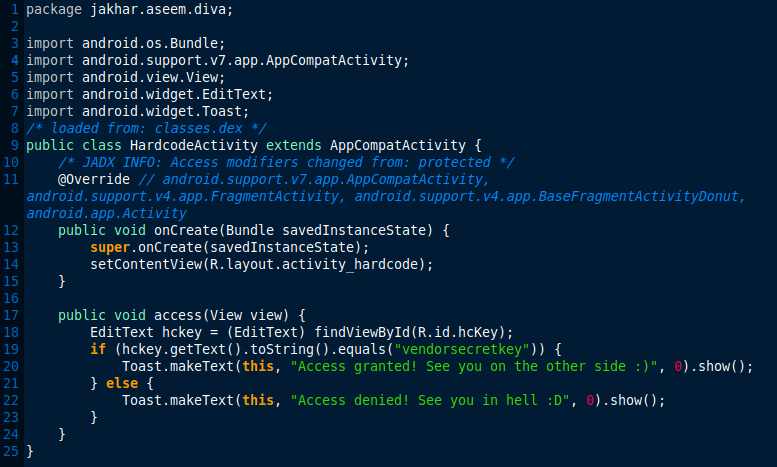 1 package jakhar.aseem.diva;
2
3 import android.os.Bundle;
4 import android.support.v7.app.AppCompatActivity;
5 import android.view.View;
6 import android.widget.EditText;
7 import android.widget.Toast;
8 /* loaded from: classes.dex */
9 public class HardcodeActivity extends AppCompatActivity {
10     /* JADX INFO: Access modifiers changed from: protected */
11     @Override // android.support.v7.app.AppCompatActivity,
android.support.v4.app.FragmentActivity, android.support.v4.app.BaseFragmentActivityDonut,
android.app.Activity
12     public void onCreate(Bundle savedInstanceState) {
13         super.onCreate(savedInstanceState);
14         setContentView(R.layout.activity_hardcode);
15     }
16
17     public void access(View view) {
18         EditText hckey = (EditText) findViewById(R.id.hcKey);
19         if (hckey.getText().toString().equals("vendorsecretkey")) {
20             Toast.makeText(this, "Access granted! See you on the other side :)", 0).show();
21         } else {
22             Toast.makeText(this, "Access denied! See you in hell :D", 0).show();
23         }
24     }
25 }